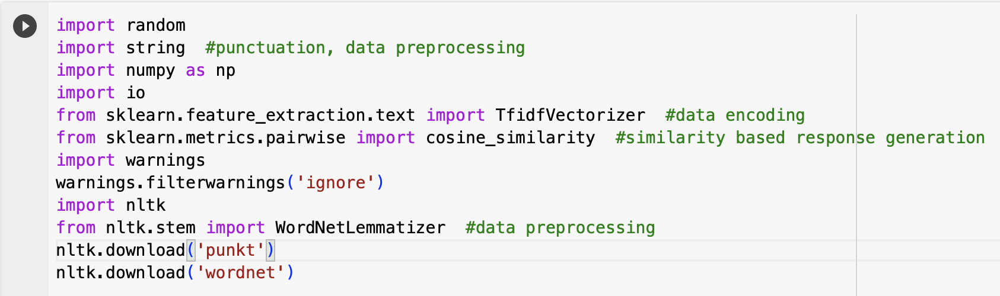 import random
import string  #punctuation, data preprocessing
import numpy as np
import io
from sklearn.feature_extraction.text import TfidfVectorizer  #data encoding
from sklearn.metrics.pairwise import cosine_similarity  #similarity based response generation
import warnings
warnings.filterwarnings('ignore')
import nltk
from nltk.stem import WordNetLemmatizer  #data preprocessing
nltk.download('punkt')
nltk.download('wordnet')